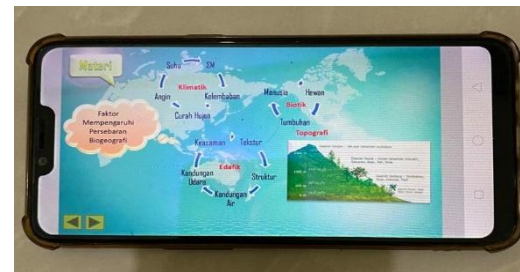 Materi
Faktor
Mempengaruhi
Persebaran
Biogeografi
Suhu
SM
Klimatik
Angin
Kelembaban
Curah Hujan
Manusia
Hewan
Biotik
Tumbuhan
Topografi
Keasaman
Tekstur
Edafik
Kandungan
Udara
Struktur
Kandungan
Air